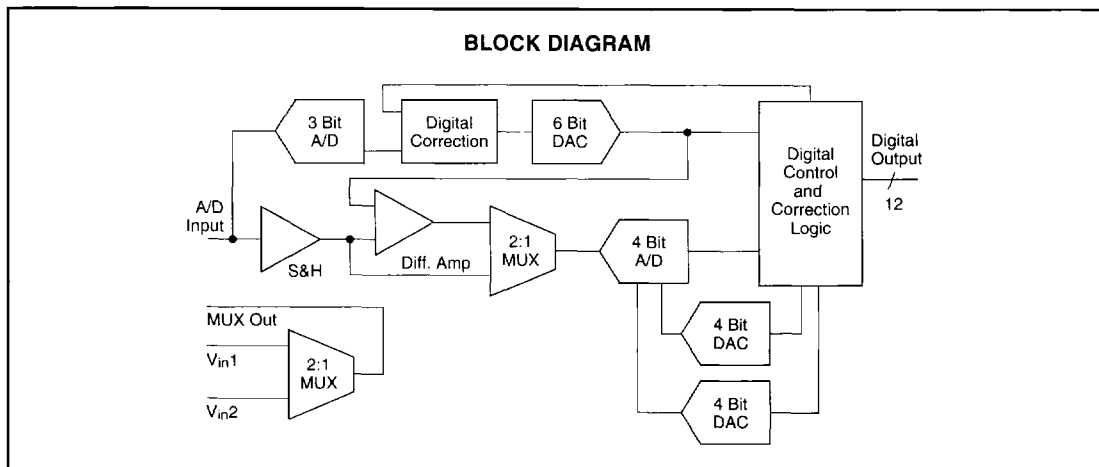 BLOCK DIAGRAM
3 Bit
A/D
Digital
Correction
6 Bit
DAC
Digital
Control
and
Correction
Logic
Digital
Output
12
A/D
Input
S&H
Diff. Amp
2:1
MUX
4 Bit
A/D
MUX Out
Vin1
Vin2
2:1
MUX
4 Bit
DAC
4 Bit
DAC